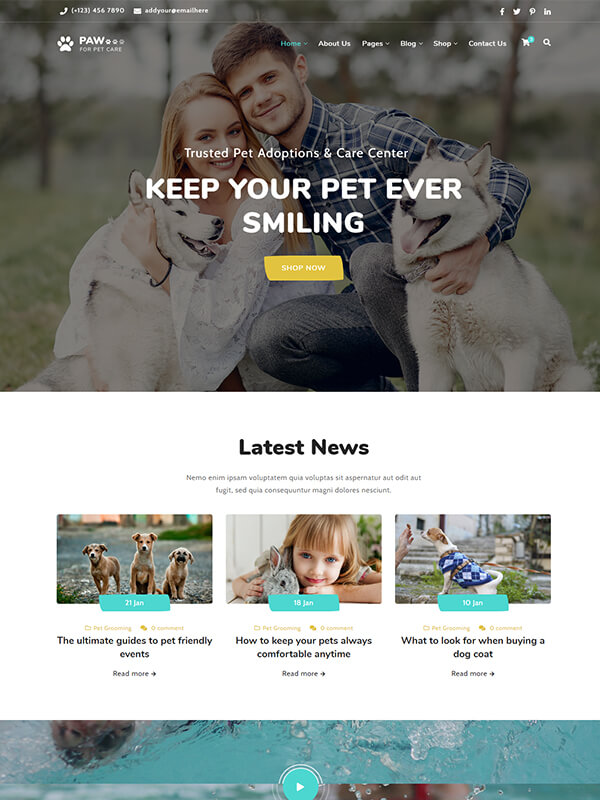 (+123) 456 7890 addyour@emailhere
PAW
FOR PET CARE
Home About Us Pages Blog Shop Contact Us
Trusted Pet Adoptions & Care Center
KEEP YOUR PET EVER
SMILING
SHOP NOW
Latest News
Nemo enim ipsam voluptatem quia voluptas sit aspernatur aut odit aut
fugit, sed quia consequuntur magni dolores nesciunt.
21 Jan
Pet Grooming 0 comment
The ultimate guides to pet friendly
events
Read more →
18 Jan
Pet Grooming 0 comment
How to keep your pets always
comfortable anytime
Read more →
10 Jan
Pet Grooming 0 comment
What to look for when buying a
dog coat
Read more →